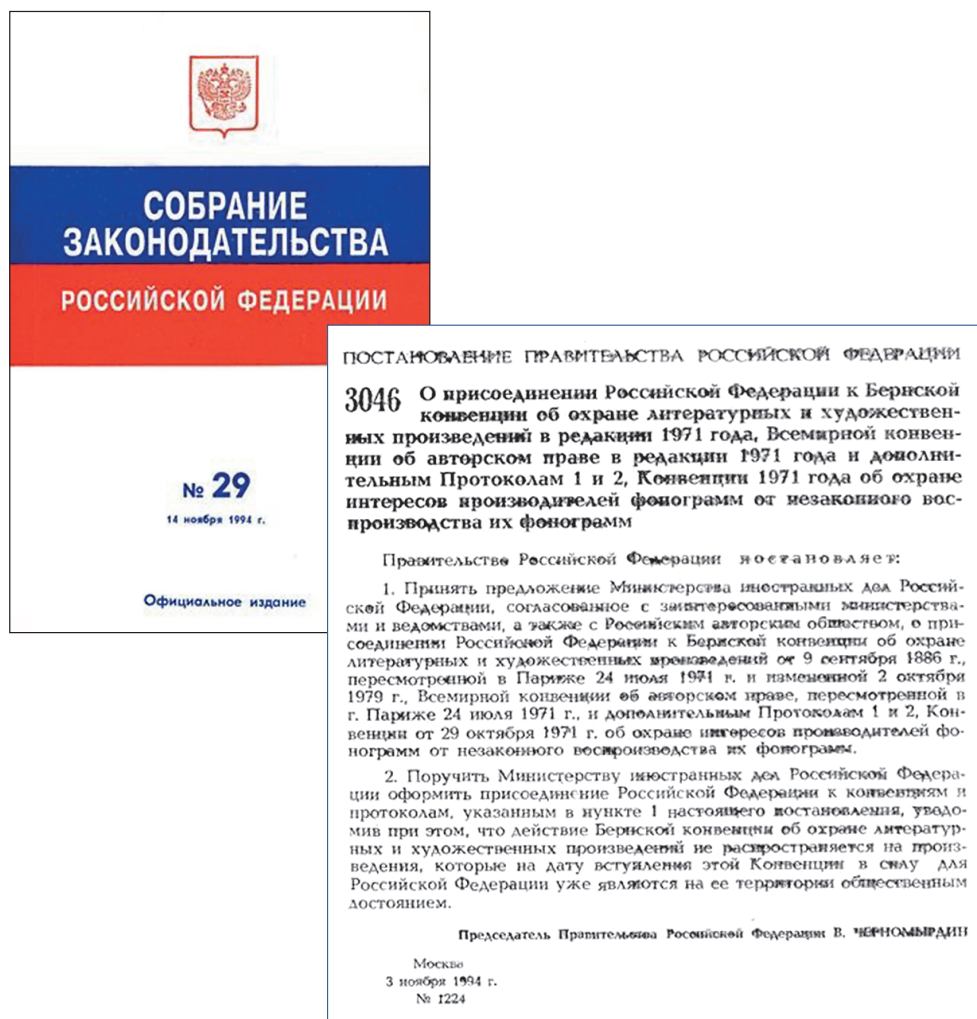 СОБРАНИЕ
ЗАКОНОДАТЕЛЬСТВА
РОССИЙСКОЙ ФЕДЕРАЦИИ
№ 29
14 ноября 1994 г.
Официальное издание
ПОСТАНОВЛЕНИЕ ПРАВИТЕЛЬСТВА РОССИЙСКОЙ ФЕДЕРАЦИИ
3046 О присоединении Российской Федерации к Бернской
конвенции об охране литературных и художествен-
ных произведений в редакции 1971 года, Всемирной конвен-
ции об авторском праве в редакции 1971 года и дополни-
тельным Протоколам 1 и 2, Конвенции 1971 года об охране
интересов производителей фонограмм от незаконного вос-
производства их фонограмм
Правительство Российской Федерации постановляет:
1. Принять предложение Министерства иностранных дел Россий-
ской Федерации, согласованное с заинтересованными министерства-
ми и ведомствами, а также с Российским авторским обществом, о при-
соединении Российской Федерации к Бернской конвенции об охране
литературных и художественных произведений от 9 сентября 1886 г.,
пересмотренной в Париже 24 июля 1971 г. и измененной 2 октября
1979 г., Всемирной конвенции об авторском праве, пересмотренной в
г. Париже 24 июля 1971 г., и дополнительным Протоколам 1 и 2, Кон-
венции от 29 октября 1971 г. об охране интересов производителей фо-
нограмм от незаконного воспроизводства их фонограмм.
2. Поручить Министерству иностранных дел Российской Федера-
ции оформить присоединение Российской Федерации к конвенциям и
протоколам, указанным в пункте 1 настоящего постановления, уведо-
мив при этом, что действие Бернской конвенции об охране литератур-
ных и художественных произведений не распространяется на произ-
ведения, которые на дату вступления этой Конвенции в силу для
Российской Федерации уже являются на ее территории общественным
достоянием.
Председатель Правительства Российской Федерации В. ЧЕРНОМЫРДИН
Москва
3 ноября 1994 г.
№ 1224